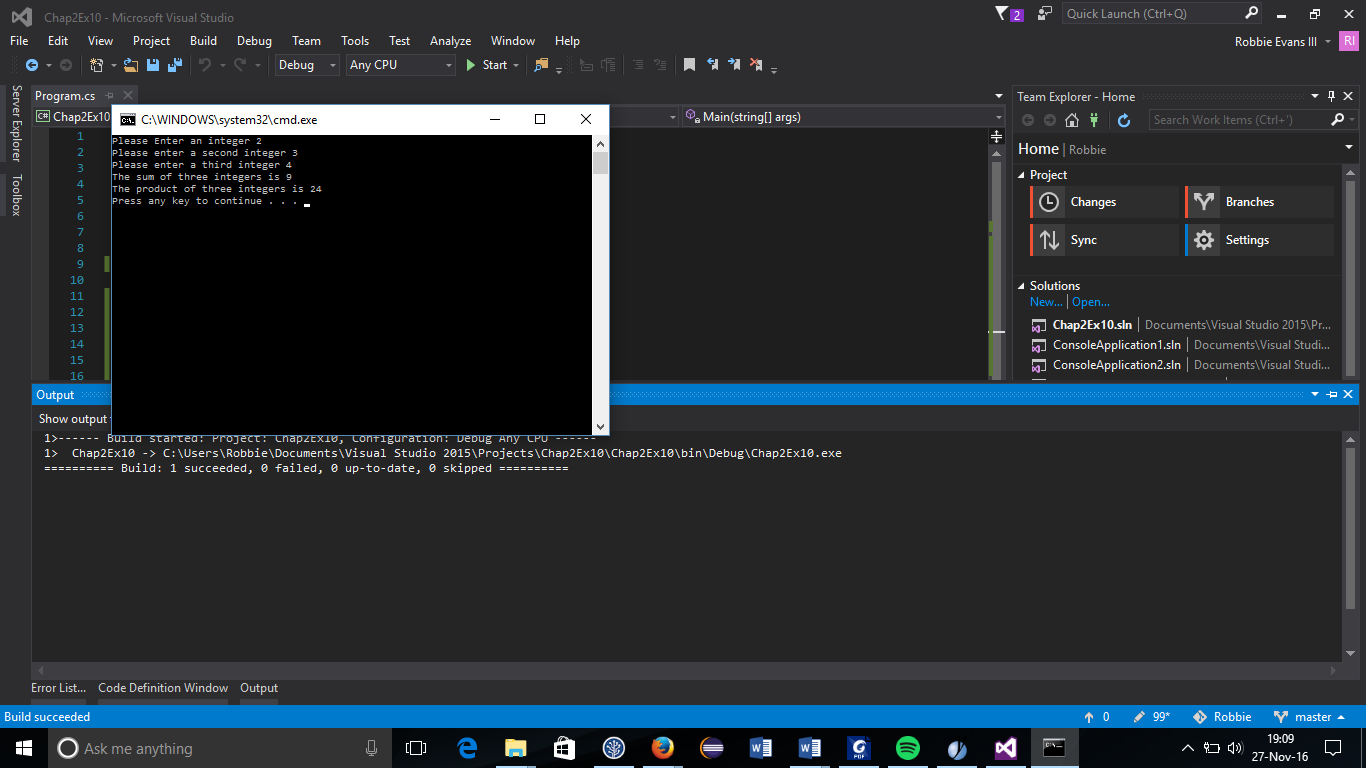 Chap2Ex10 - Microsoft Visual Studio
2
Quick Launch (Ctrl+Q)
File Edit View Project Build Debug Team Tools Test Analyze Window Help
Robbie Evans III
RI
Debug
Any CPU
Start
Server Explorer
Toolbox
Program.cs
C# Chap2Ex10
Main(string[] args)
1
2
3
4
5
6
7
8
9
10
11
12
13
14
15
16
C:\WINDOWS\system32\cmd.exe
Please Enter an integer 2
Please enter a second integer 3
Please enter a third integer 4
The sum of three integers is 9
The product of three integers is 24
Press any key to continue . . .
Team Explorer - Home
Search Work Items (Ctrl+')
Home | Robbie
Project
Changes
Branches
Sync
Settings
Solutions
New... | Open...
Chap2Ex10.sln | Documents\Visual Studio 2015\Pr...
ConsoleApplication1.sln | Documents\Visual Studi...
ConsoleApplication2.sln | Documents\Visual Studi...
Output
Show output
1>------ Build started: Project: Chap2Ex10, Configuration: Debug Any CPU ------
1> Chap2Ex10 -> C:\Users\Robbie\Documents\Visual Studio 2015\Projects\Chap2Ex10\Chap2Ex10\bin\Debug\Chap2Ex10.exe
========== Build: 1 succeeded, 0 failed, 0 up-to-date, 0 skipped ==========
Error List... Code Definition Window Output
Build succeeded
0
99*
Robbie
master
Ask me anything
PDF
19:09
27-Nov-16